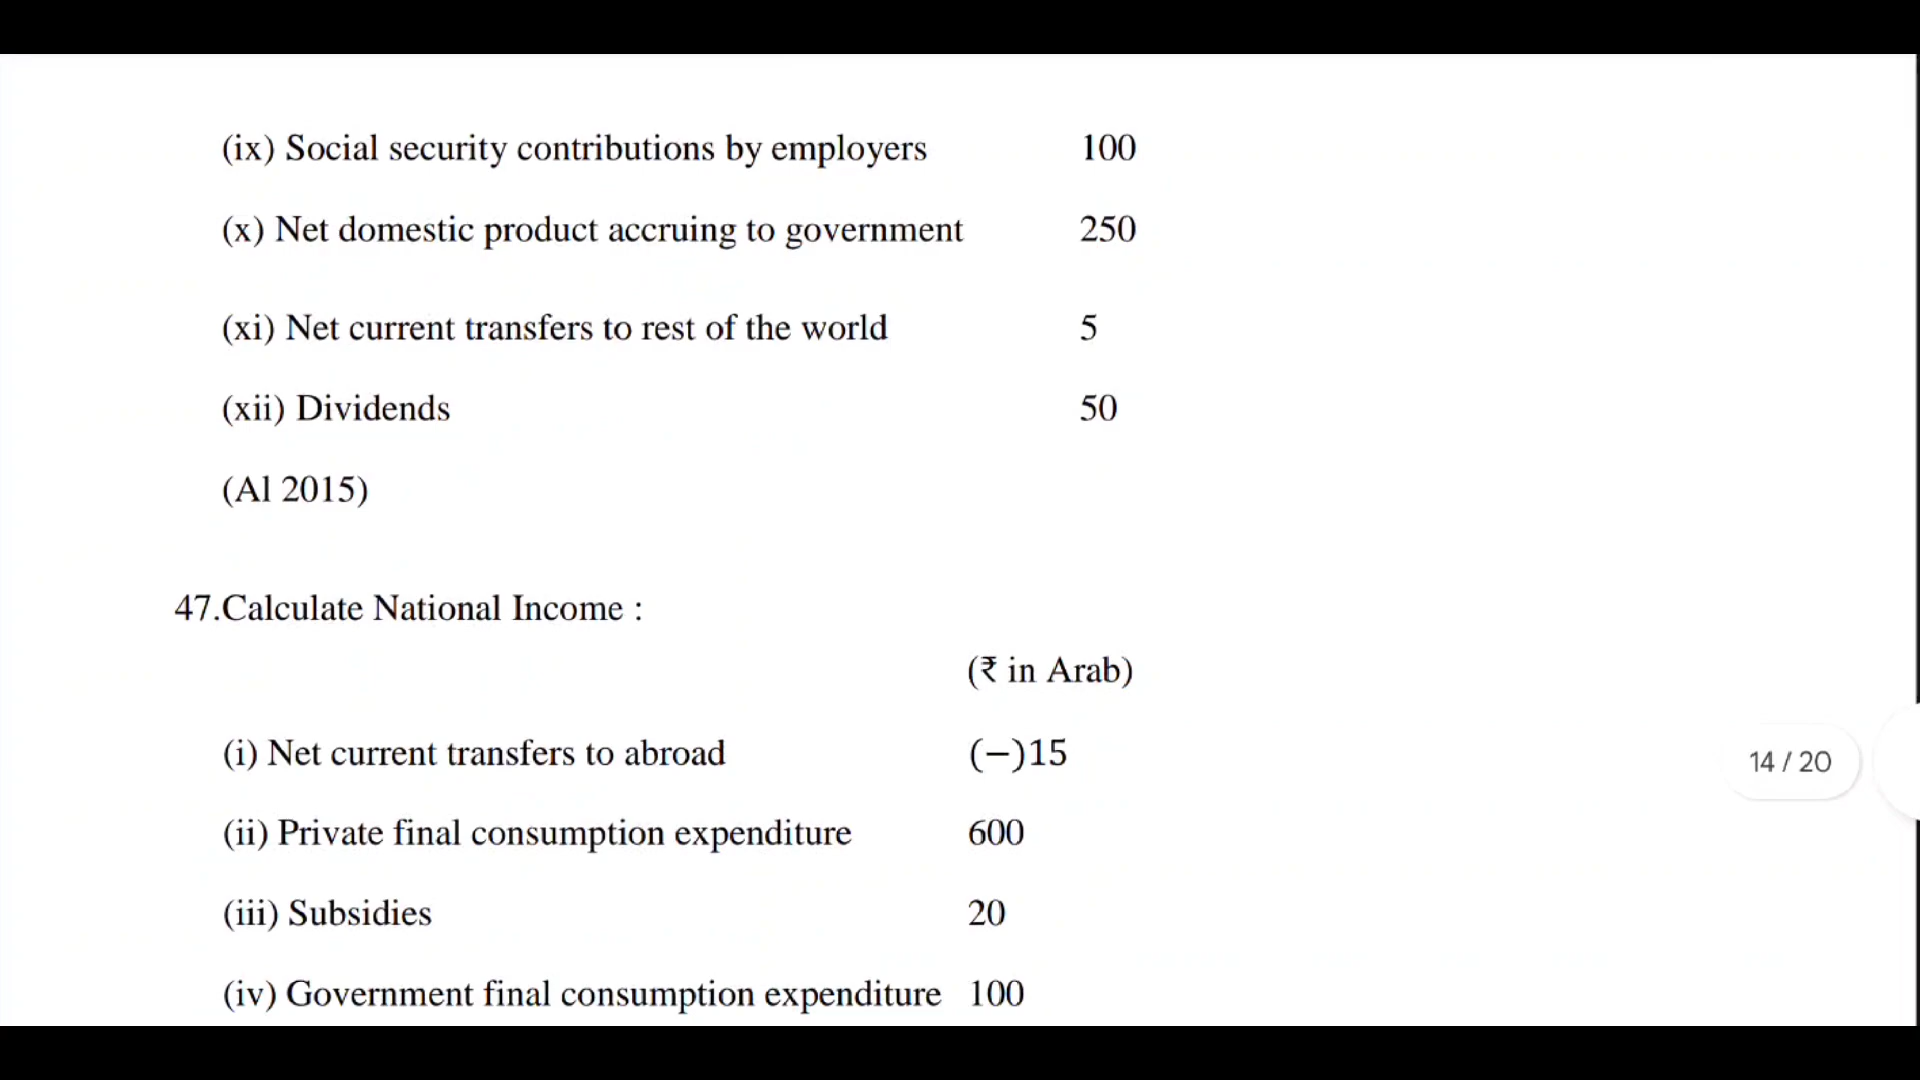 (ix) Social security contributions by employers 100
(x) Net domestic product accruing to government 250
(xi) Net current transfers to rest of the world 5
(xii) Dividends 50
(Al 2015)
47.Calculate National Income :
(₹ in Arab)
(i) Net current transfers to abroad (−)15
(ii) Private final consumption expenditure 600
14 / 20
(iii) Subsidies 20
(iv) Government final consumption expenditure 100